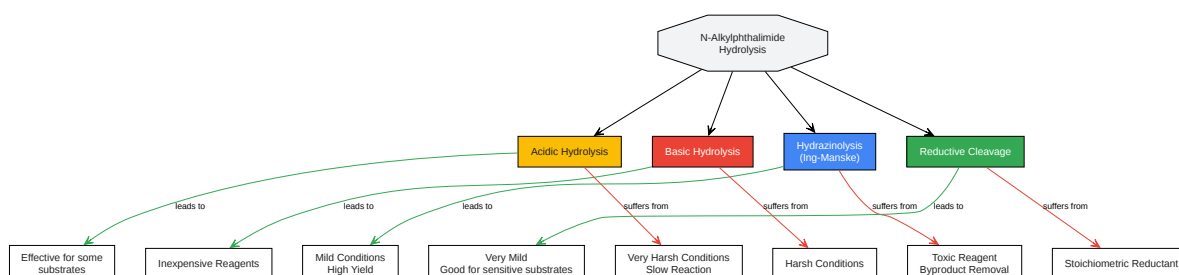 N-Alkylphthalimide
Hydrolysis
Acidic Hydrolysis
Basic Hydrolysis
Hydrazinolysis
(Ing-Manske)
Reductive Cleavage
leads to
leads to
leads to
suffers from
suffers from
suffers from
leads to
suffers from
Effective for some
substrates
Inexpensive Reagents
Mild Conditions
High Yield
Very Mild
Good for sensitive substrates
Very Harsh Conditions
Slow Reaction
Harsh Conditions
Toxic Reagent
Byproduct Removal
Stoichiometric Reductant